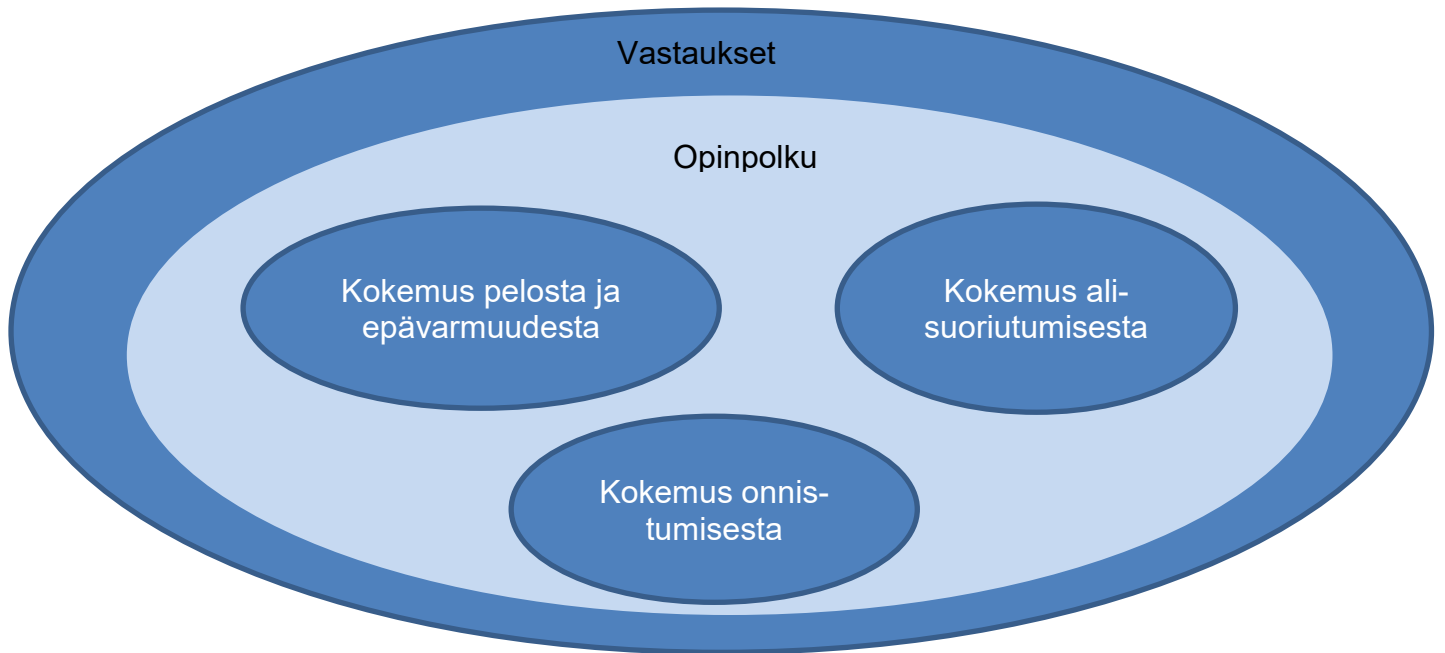 Vastaukset
Opinpolku
Kokemus pelosta ja
epävarmuudesta
Kokemus ali-
suoriutumisesta
Kokemus onnis-
tumisesta